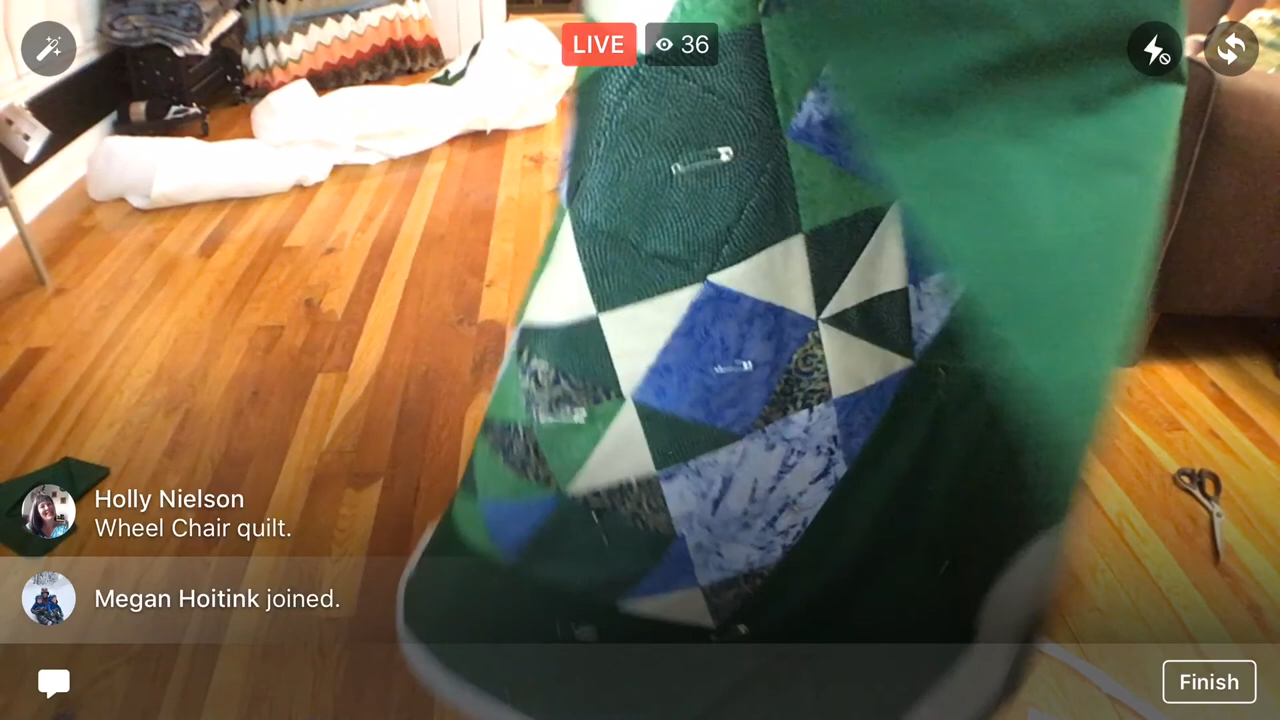 LIVE 36
Holly Nielson
Wheel Chair quilt.
Megan Hoitink joined.
Finish